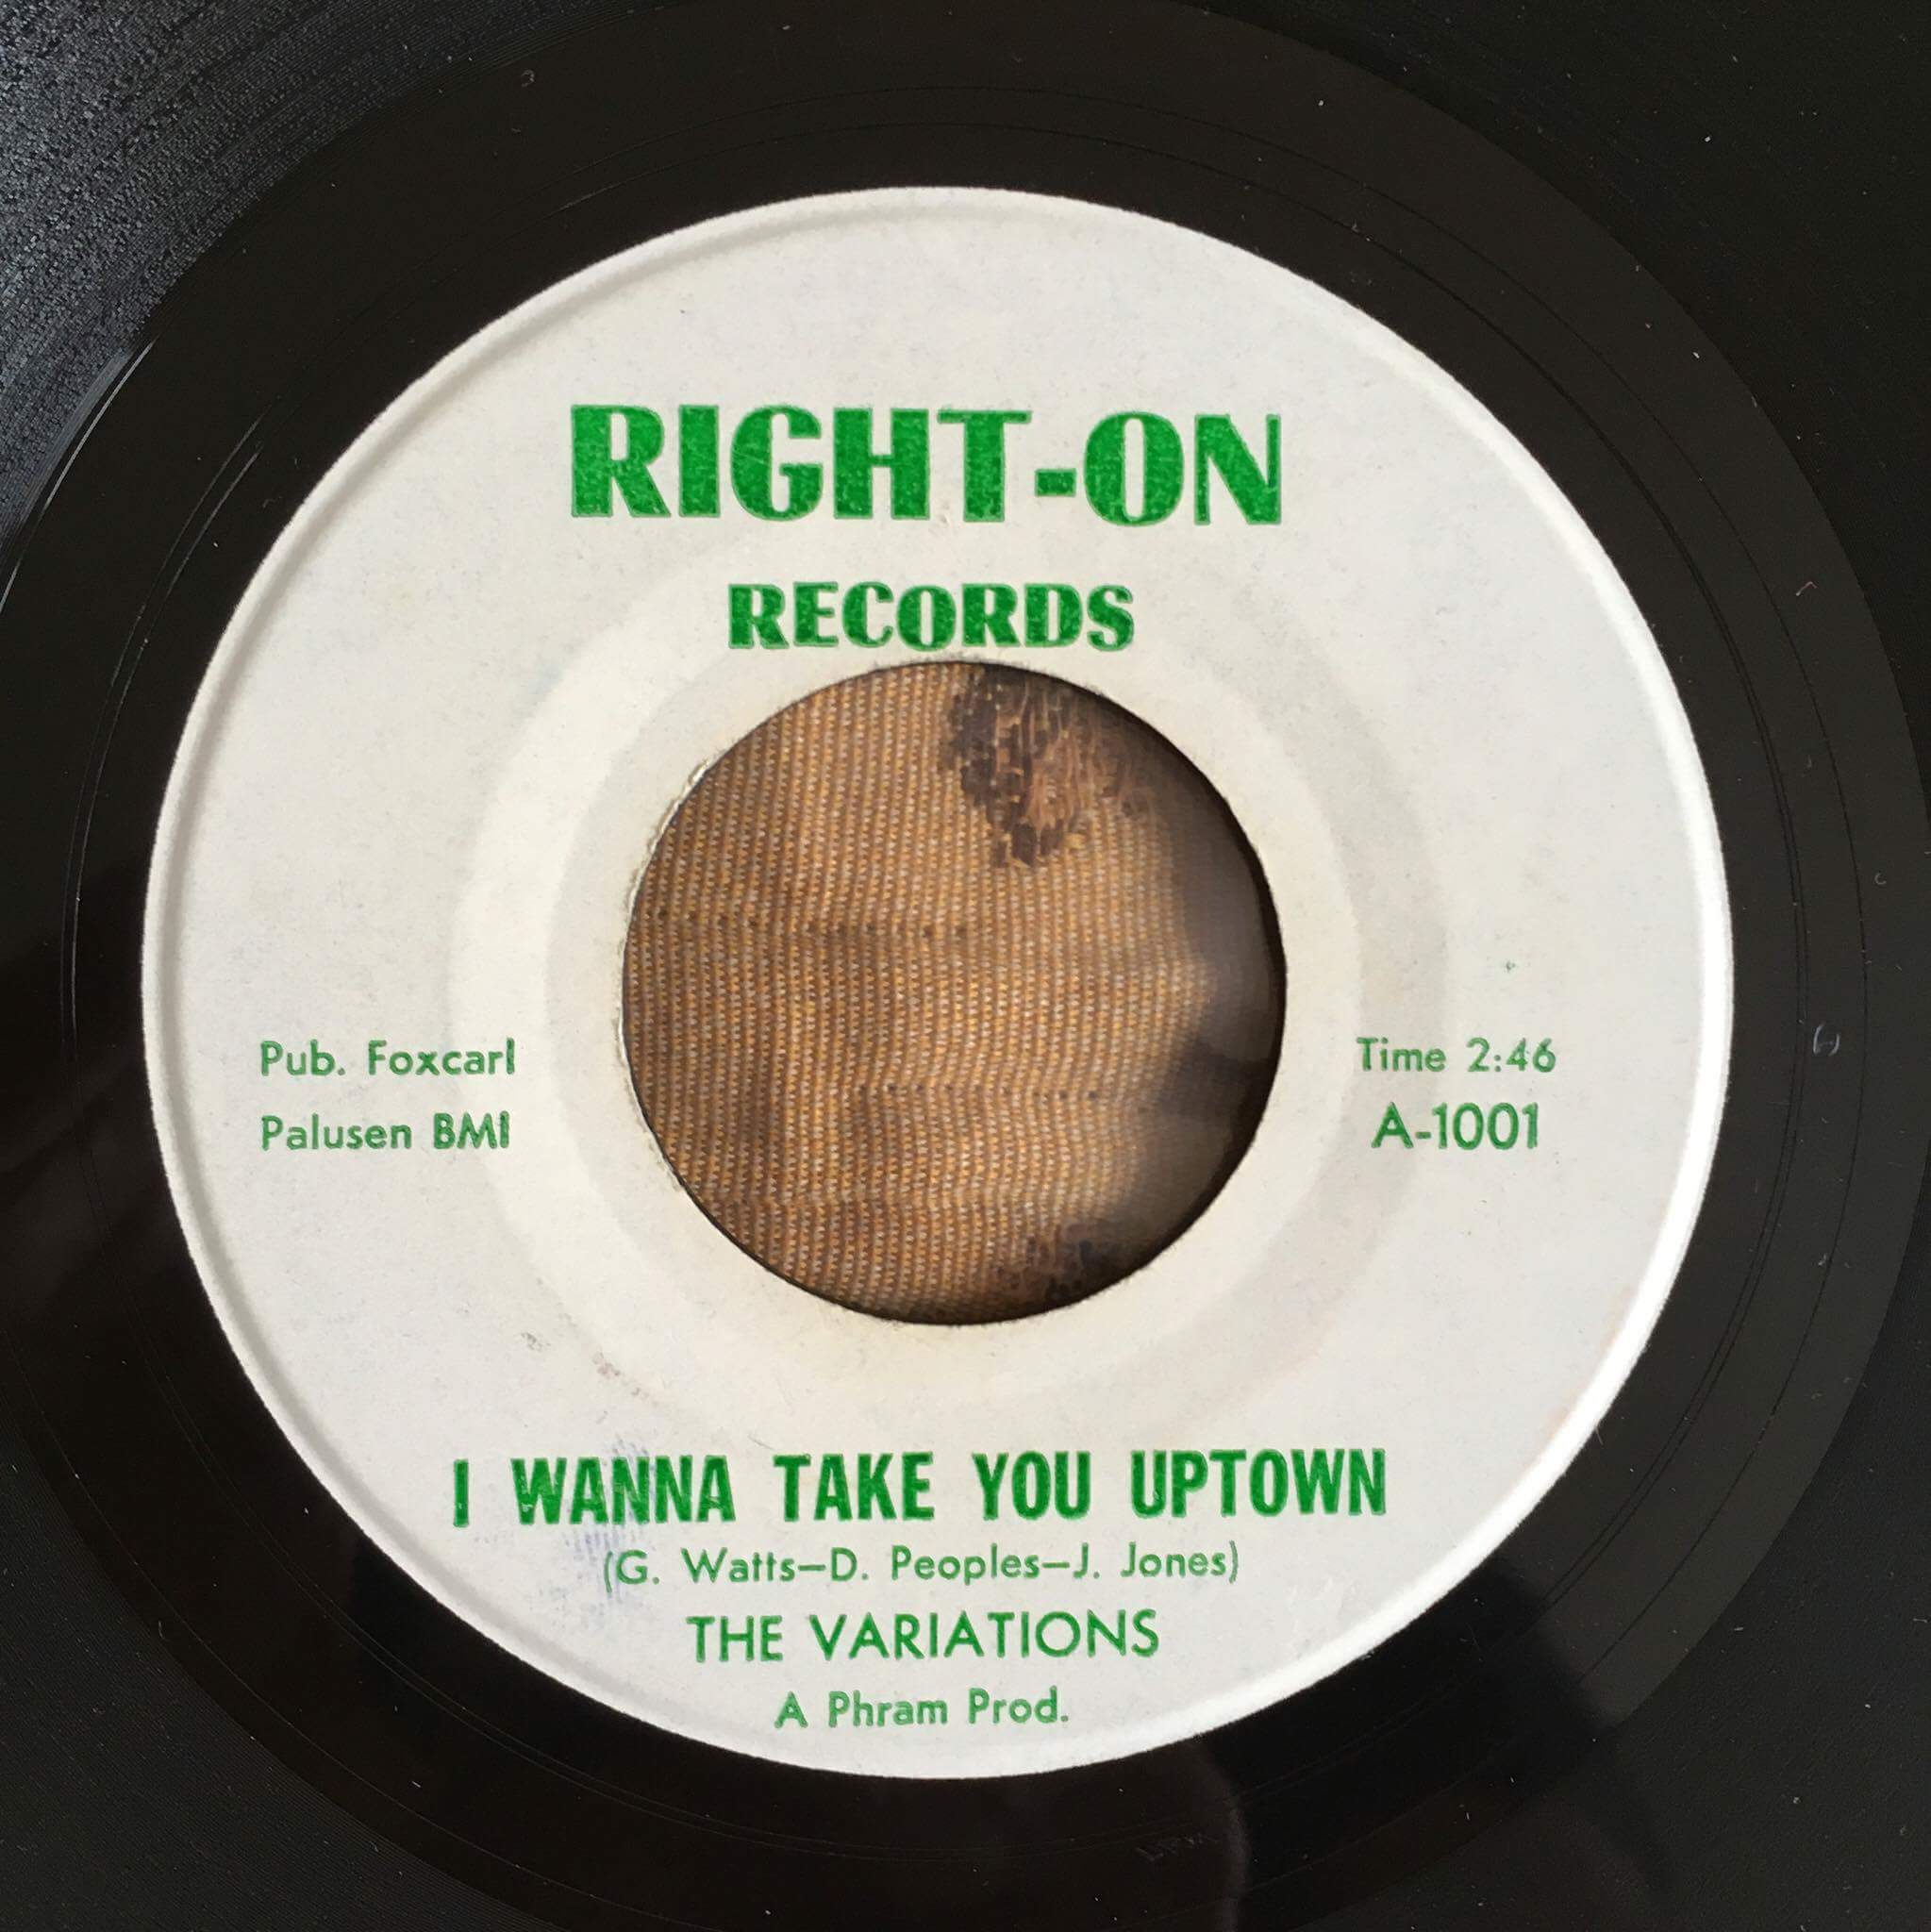 RIGHT-ON
RECORDS
Pub. Foxcarl
Palusen BMI
Time 2:46
A-1001
I WANNA TAKE YOU UPTOWN
(G. Watts—D. Peoples—J. Jones)
THE VARIATIONS
A Phram Prod.